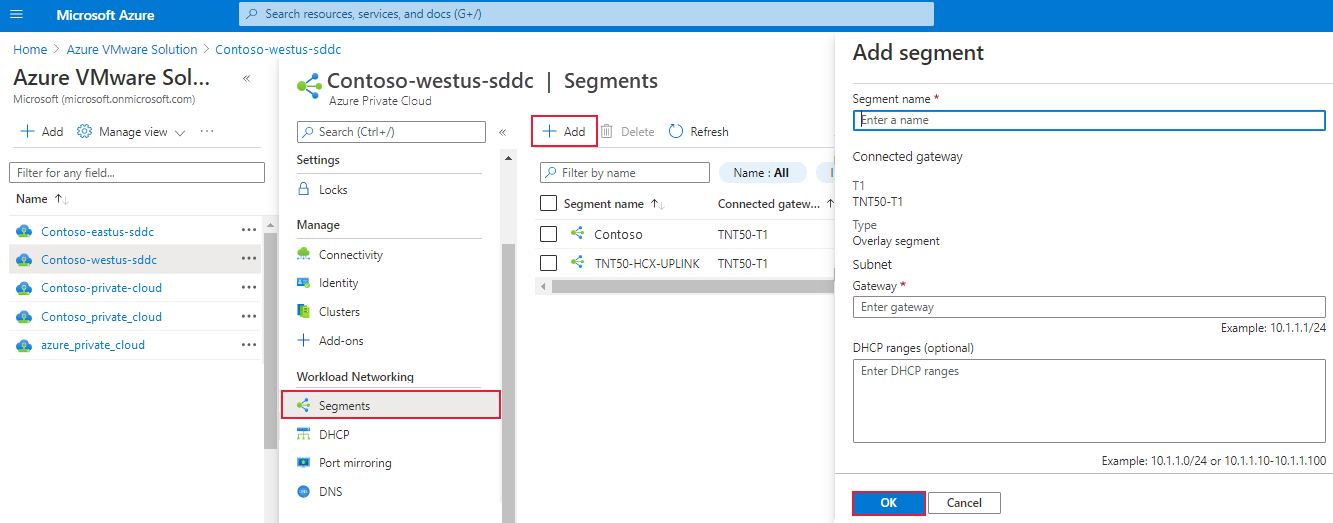 Microsoft Azure
Search resources, services, and docs (G+/)
Home > Azure VMware Solution > Contoso-westus-sddc
Azure VMware Sol... «
Microsoft (microsoft.onmicrosoft.com)
+ Add Manage view ...
Filter for any field...
Name ↑↓
Contoso-eastus-sddc ...
Contoso-westus-sddc ...
Contoso-private-cloud ...
Contoso_private_cloud ...
azure_private_cloud ...
Contoso-westus-sddc | Segments
Azure Private Cloud
Search (Ctrl+/) «
Settings
Locks
Manage
Connectivity
Identity
Clusters
+ Add-ons
Workload Networking
Segments
DHCP
Port mirroring
DNS
+ Add Delete Refresh
Filter by name Name : All
Segment name ↑↓ Connected gatew... ↑
Contoso TNT50-T1
TNT50-HCX-UPLINK TNT50-T1
Add segment
Segment name *
Enter a name
Connected gateway
T1
TNT50-T1
Type
Overlay segment
Subnet
Gateway *
Enter gateway
Example: 10.1.1.1/24
DHCP ranges (optional)
Enter DHCP ranges
Example: 10.1.1.0/24 or 10.1.1.10-10.1.1.100
OK Cancel